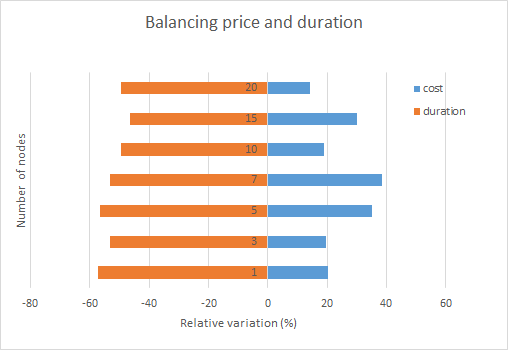 Balancing price and duration
20
15
10
7
5
3
1
cost
duration
Number of nodes
-80 -60 -40 -20 0 20 40 60
Relative variation (%)